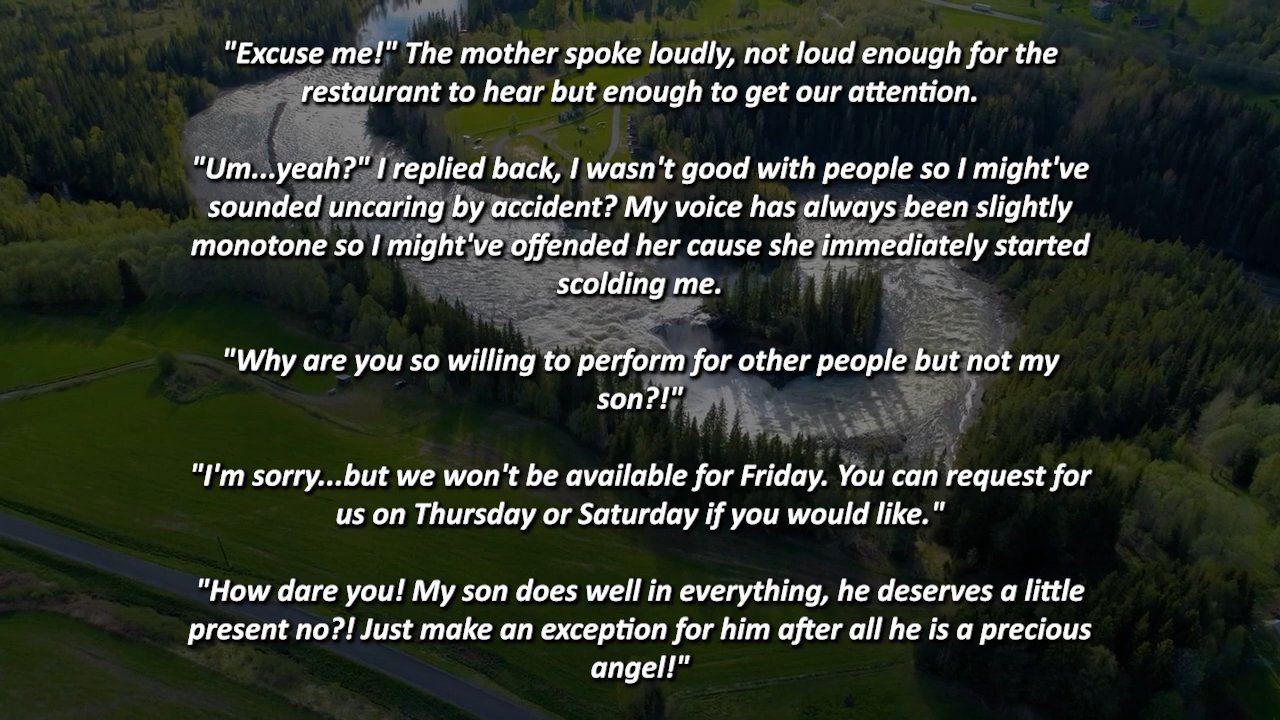 "Excuse me!" The mother spoke loudly, not loud enough for the
restaurant to hear but enough to get our attention.
"Um...yeah?" I replied back, I wasn't good with people so I might've
sounded uncaring by accident? My voice has always been slightly
monotone so I might've offended her cause she immediately started
scolding me.
"Why are you so willing to perform for other people but not my
son?!"
"I'm sorry...but we won't be available for Friday. You can request for
us on Thursday or Saturday if you would like."
"How dare you! My son does well in everything, he deserves a little
present no?! Just make an exception for him after all he is a precious
angel!"